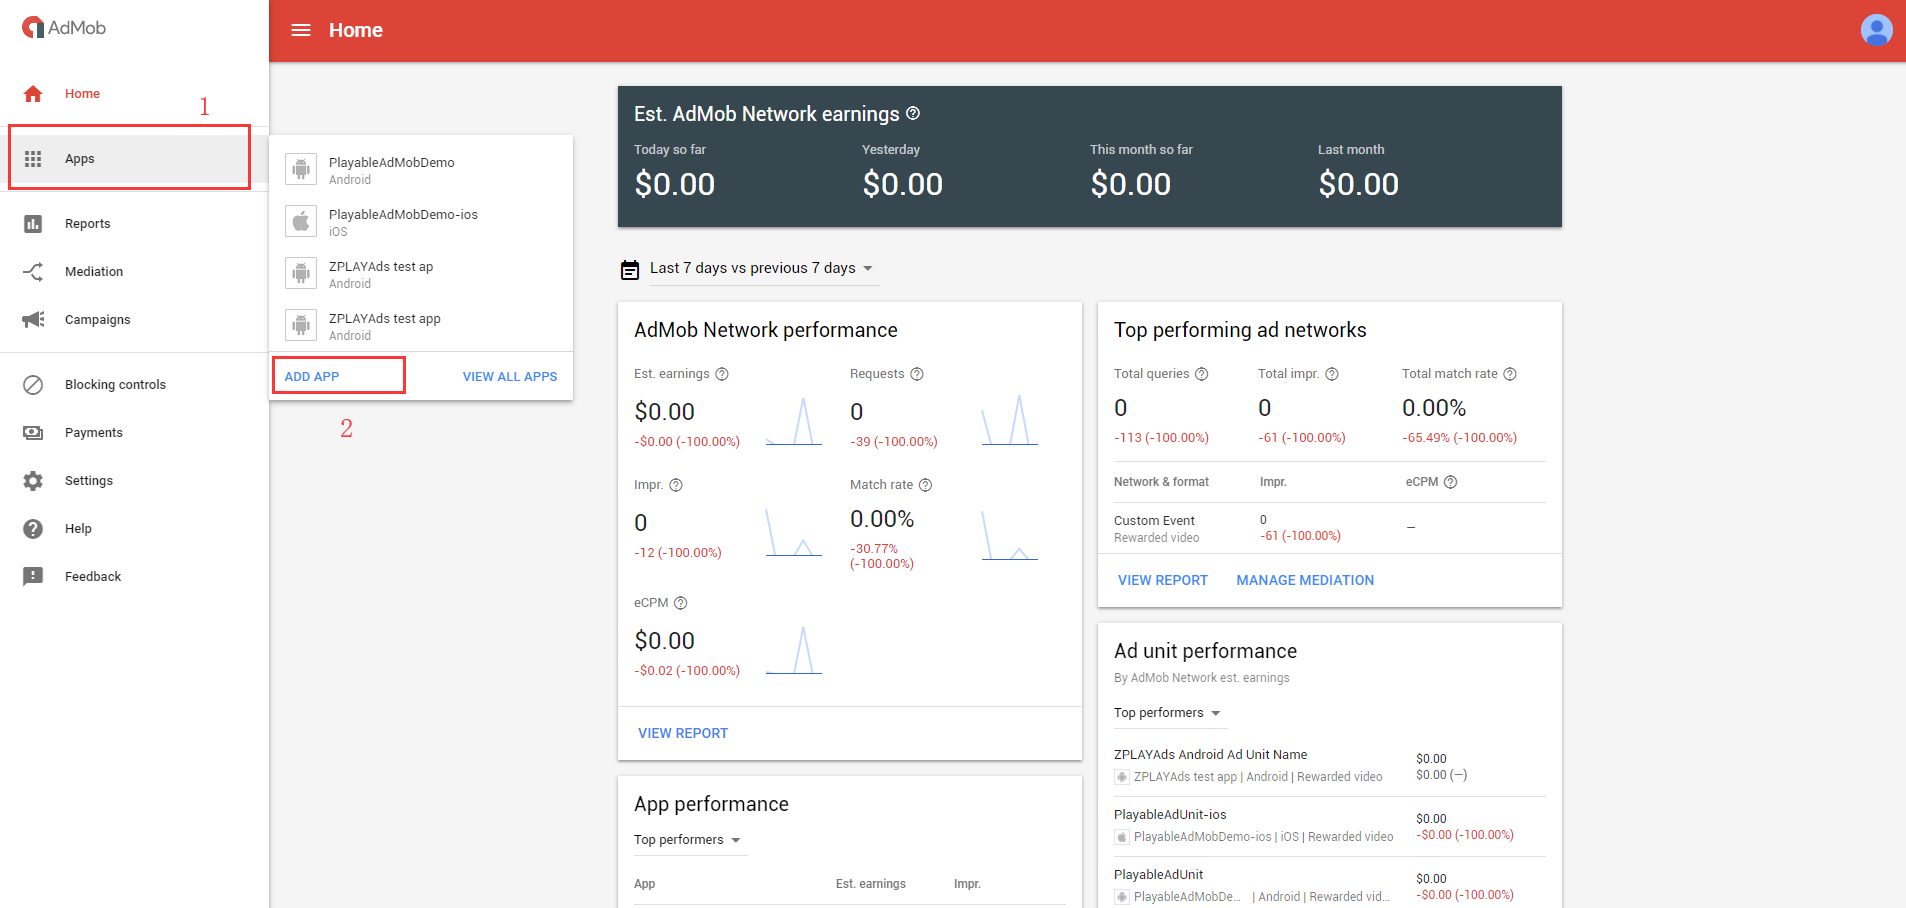 AdMob
Home
Home
1
Apps
Reports
Mediation
Campaigns
Blocking controls
Payments
Settings
Help
Feedback
PlayableAdMobDemo
Android
PlayableAdMobDemo-ios
iOS
ZPLAYAds test ap
Android
ZPLAYAds test app
Android
ADD APP VIEW ALL APPS
2
Est. AdMob Network earnings
Today so far Yesterday This month so far Last month
$0.00 $0.00 $0.00 $0.00
Last 7 days vs previous 7 days
AdMob Network performance
Est. earnings Requests
$0.00 0
-$0.00 (-100.00%) -39 (-100.00%)
Impr. Match rate
0 0.00%
-12 (-100.00%) -30.77%
(-100.00%)
eCPM
$0.00
-$0.02 (-100.00%)
VIEW REPORT
App performance
Top performers
App Est. earnings Impr.
Top performing ad networks
Total queries Total impr. Total match rate
0 0 0.00%
-113 (-100.00%) -61 (-100.00%) -65.49% (-100.00%)
Network & format Impr. eCPM
Custom Event 0 –
Rewarded video -61 (-100.00%)
VIEW REPORT MANAGE MEDIATION
Ad unit performance
By AdMob Network est. earnings
Top performers
ZPLAYAds Android Ad Unit Name $0.00
ZPLAYAds test app | Android | Rewarded video $0.00 (–)
PlayableAdUnit-ios $0.00
PlayableAdMobDemo-ios | iOS | Rewarded video -$0.00 (-100.00%)
PlayableAdUnit $0.00
PlayableAdMobDe... | Android | Rewarded vid... -$0.00 (-100.00%)